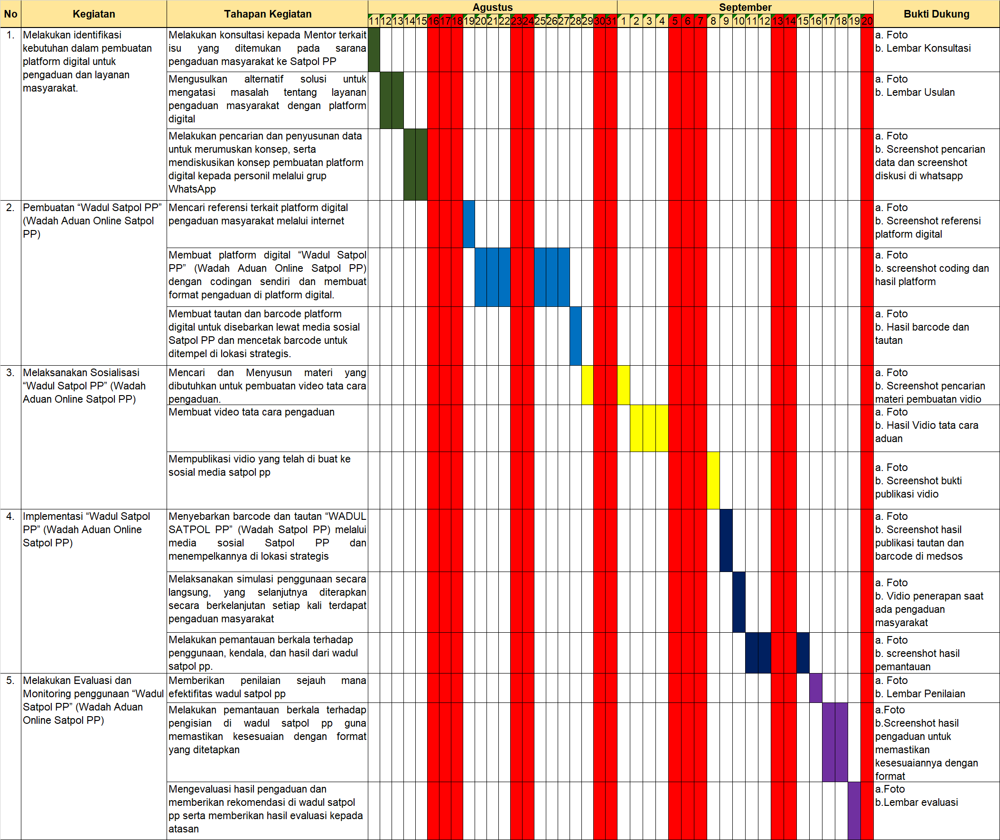 No Kegiatan Tahapan Kegiatan Agustus September Bukti Dukung
11 12 13 14 15 16 17 18 19 20 21 22 23 24 25 26 27 28 29 30 31 1 2 3 4 5 6 7 8 9 10 11 12 13 14 15 16 17 18 19 20
1.
Melakukan identifikasi
kebutuhan dalam pembuatan
platform digital untuk
pengaduan dan layanan
masyarakat.
Melakukan konsultasi kepada Mentor terkait
isu yang ditemukan pada sarana
pengaduan masyarakat ke Satpol PP
a. Foto
b. Lembar Konsultasi
Mengusulkan alternatif solusi untuk
mengatasi masalah tentang layanan
pengaduan masyarakat dengan platform
digital
a. Foto
b. Lembar Usulan
Melakukan pencarian dan penyusunan data
untuk merumuskan konsep, serta
mendiskusikan konsep pembuatan platform
digital kepada personil melalui grup
WhatsApp
a. Foto
b. Screenshot pencarian
data dan screenshot
diskusi di whatsapp
2.
Pembuatan “Wadul Satpol PP”
(Wadah Aduan Online Satpol
PP)
Mencari referensi terkait platform digital
pengaduan masyarakat melalui internet
a. Foto
b. Screenshot referensi
platform digital
Membuat platform digital “Wadul Satpol
PP” (Wadah Aduan Online Satpol PP)
dengan codingan sendiri dan membuat
format pengaduan di platform digital.
a. Foto
b. screenshot coding dan
hasil platform
Membuat tautan dan barcode platform
digital untuk disebarkan lewat media sosial
Satpol PP dan mencetak barcode untuk
ditempel di lokasi strategis.
a. Foto
b. Hasil barcode dan
tautan
3.
Melaksanakan Sosialisasi
“Wadul Satpol PP” (Wadah
Aduan Online Satpol PP)
Mencari dan Menyusun materi yang
dibutuhkan untuk pembuatan video tata cara
pengaduan.
a. Foto
b. Screenshot pencarian
materi pembuatan vidio
Membuat video tata cara pengaduan
a. Foto
b. Hasil Vidio tata cara
aduan
Mempublikasi vidio yang telah di buat ke
sosial media satpol pp
a. Foto
b. Screenshot bukti
publikasi vidio
4.
Implementasi “Wadul Satpol
PP” (Wadah Aduan Online
Satpol PP)
Menyebarkan barcode dan tautan “WADUL
SATPOL PP” (Wadah Satpol PP) melalui
media sosial Satpol PP dan
menempelkannya di lokasi strategis
a. Foto
b. Screenshot hasil
publikasi tautan dan
barcode di medsos
Melaksanakan simulasi penggunaan secara
langsung, yang selanjutnya diterapkan
secara berkelanjutan setiap kali terdapat
pengaduan masyarakat
a. Foto
b. Vidio penerapan saat
ada pengaduan
masyarakat
Melakukan pemantauan berkala terhadap
penggunaan, kendala, dan hasil dari wadul
satpol pp.
a. Foto
b. screenshot hasil
pemantauan
5.
Melakukan Evaluasi dan
Monitoring penggunaan “Wadul
Satpol PP” (Wadah Aduan
Online Satpol PP)
Memberikan penilaian sejauh mana
efektifitas wadul satpol pp
a. Foto
b. Lembar Penilaian
Melakukan pemantauan berkala terhadap
pengisian di wadul satpol pp guna
memastikan kesesuaian dengan format
yang ditetapkan
a.Foto
b.Screenshot hasil
pengaduan untuk
memastikan
kesesuaiannya dengan
format
Mengevaluasi hasil pengaduan dan
memberikan rekomendasi di wadul satpol
pp serta memberikan hasil evaluasi kepada
atasan
a.Foto
b.Lembar evaluasi